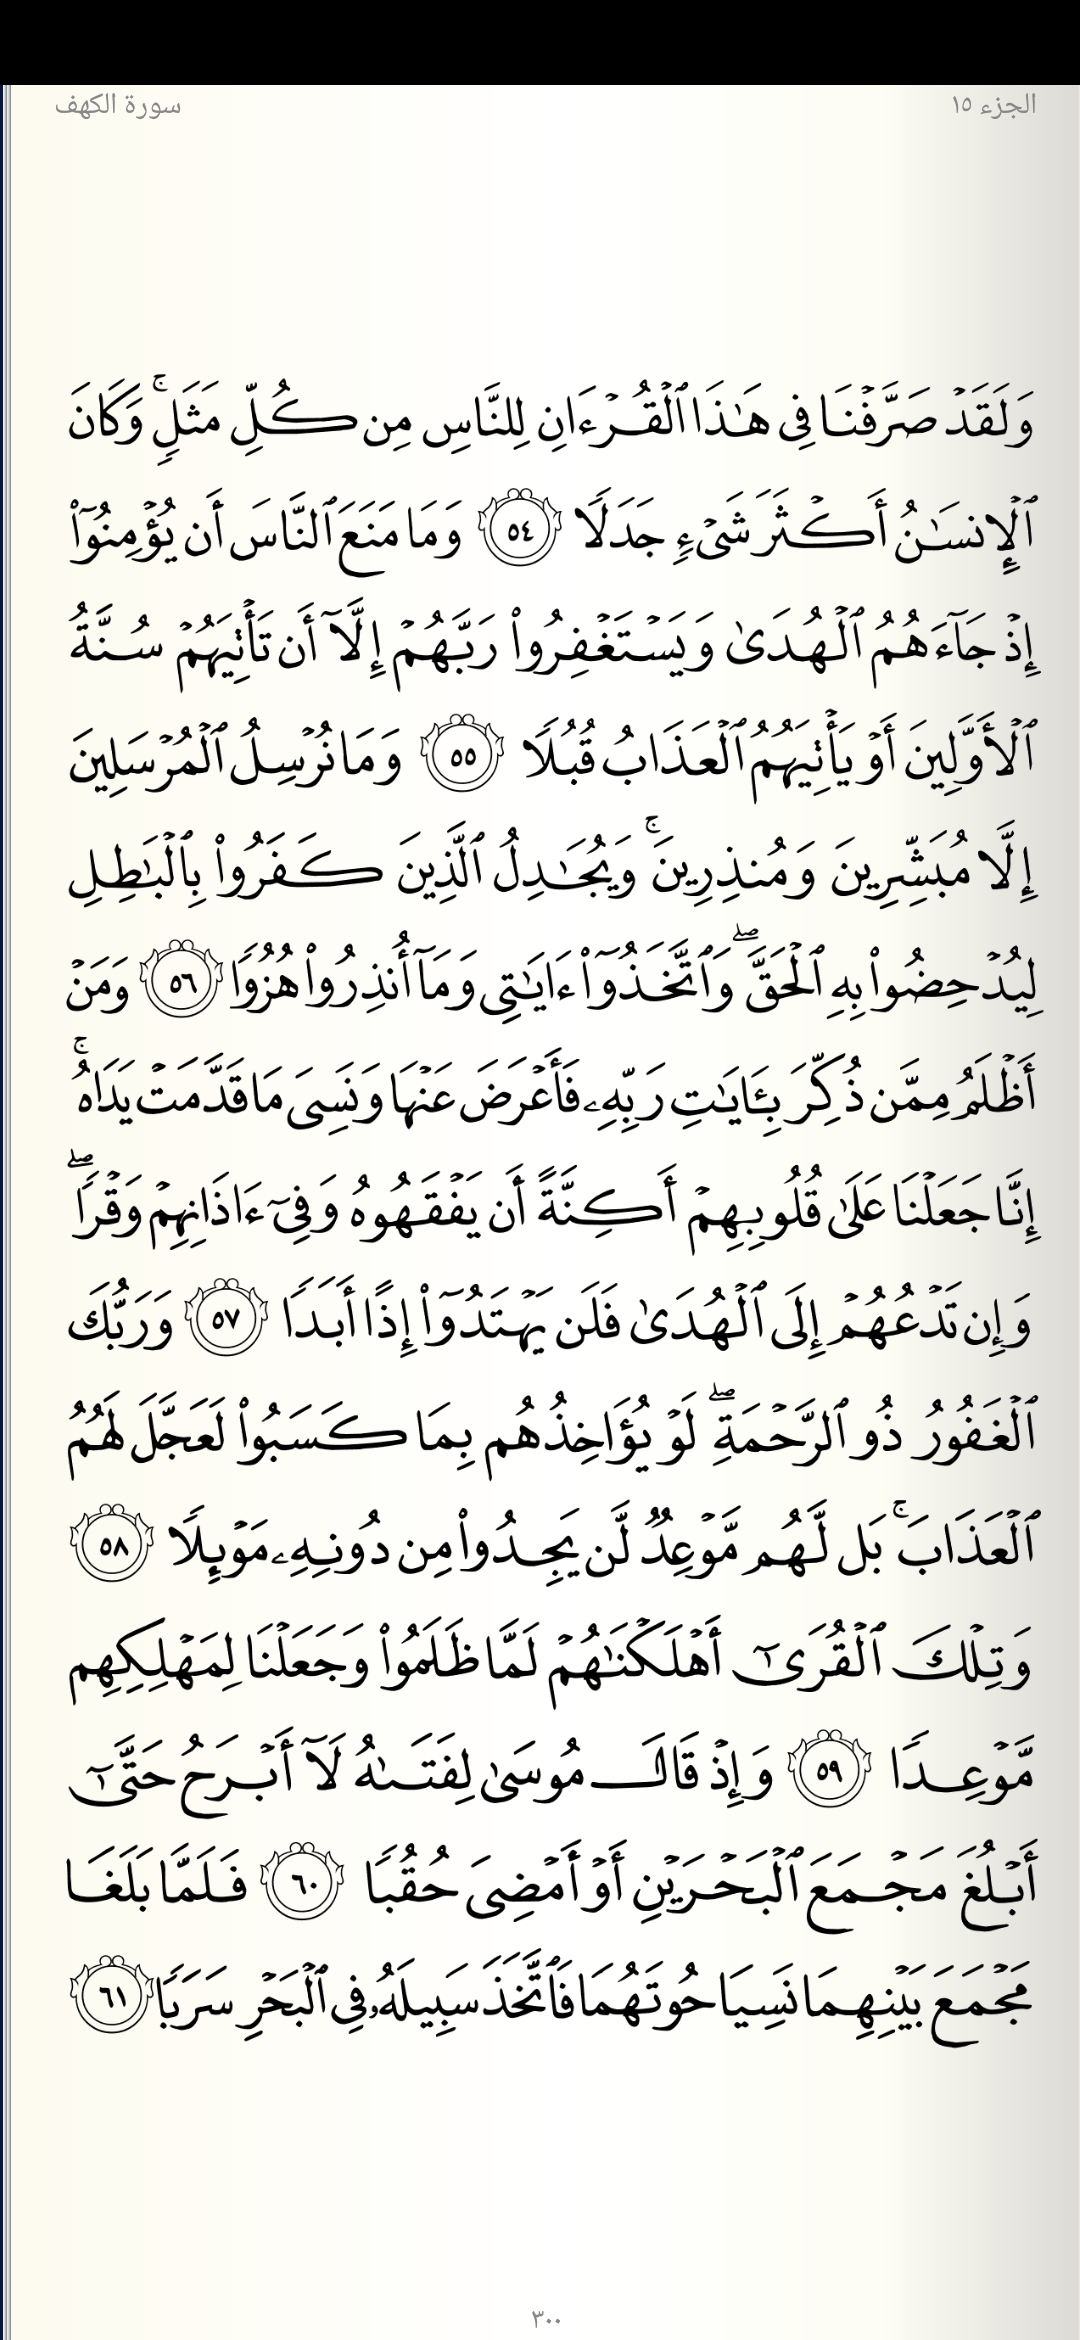 الجزء ١٥
سورة الكهف
وَلَقَدۡ صَرَّفۡنَا فِي هَٰذَا ٱلۡقُرۡءَانِ لِلنَّاسِ مِن كُلِّ مَثَلٖۚ وَكَانَ
ٱلۡإِنسَٰنُ أَكۡثَرَ شَيۡءٖ جَدَلٗا ٥٤ وَمَا مَنَعَ ٱلنَّاسَ أَن يُؤۡمِنُوٓاْ
إِذۡ جَآءَهُمُ ٱلۡهُدَىٰ وَيَسۡتَغۡفِرُواْ رَبَّهُمۡ إِلَّآ أَن تَأۡتِيَهُمۡ سُنَّةُ
ٱلۡأَوَّلِينَ أَوۡ يَأۡتِيَهُمُ ٱلۡعَذَابُ قُبُلٗا ٥٥ وَمَا نُرۡسِلُ ٱلۡمُرۡسَلِينَ
إِلَّا مُبَشِّرِينَ وَمُنذِرِينَۚ وَيُجَٰدِلُ ٱلَّذِينَ كَفَرُواْ بِٱلۡبَٰطِلِ
لِيُدۡحِضُواْ بِهِ ٱلۡحَقَّۖ وَٱتَّخَذُوٓاْ ءَايَٰتِي وَمَآ أُنذِرُواْ هُزُوٗا ٥٦ وَمَنۡ
أَظۡلَمُ مِمَّن ذُكِّرَ بِـَٔايَٰتِ رَبِّهِۦ فَأَعۡرَضَ عَنۡهَا وَنَسِيَ مَا قَدَّمَتۡ يَدَاهُۚ
إِنَّا جَعَلۡنَا عَلَىٰ قُلُوبِهِمۡ أَكِنَّةً أَن يَفۡقَهُوهُ وَفِيٓ ءَاذَانِهِمۡ وَقۡرٗاۖ
وَإِن تَدۡعُهُمۡ إِلَى ٱلۡهُدَىٰ فَلَن يَهۡتَدُوٓاْ إِذًا أَبَدٗا ٥٧ وَرَبُّكَ
ٱلۡغَفُورُ ذُو ٱلرَّحۡمَةِۖ لَوۡ يُؤَاخِذُهُم بِمَا كَسَبُواْ لَعَجَّلَ لَهُمُ
ٱلۡعَذَابَۚ بَل لَّهُم مَّوۡعِدٞ لَّن يَجِدُواْ مِن دُونِهِۦ مَوۡئِلٗا ٥٨
وَتِلۡكَ ٱلۡقُرَىٰٓ أَهۡلَكۡنَٰهُمۡ لَمَّا ظَلَمُواْ وَجَعَلۡنَا لِمَهۡلِكِهِم
مَّوۡعِدٗا ٥٩ وَإِذۡ قَالَ مُوسَىٰ لِفَتَىٰهُ لَآ أَبۡرَحُ حَتَّىٰٓ
أَبۡلُغَ مَجۡمَعَ ٱلۡبَحۡرَيۡنِ أَوۡ أَمۡضِيَ حُقُبٗا ٦٠ فَلَمَّا بَلَغَا
مَجۡمَعَ بَيۡنِهِمَا نَسِيَا حُوتَهُمَا فَٱتَّخَذَ سَبِيلَهُۥ فِي ٱلۡبَحۡرِ سَرَبٗا ٦١
٣٠٠